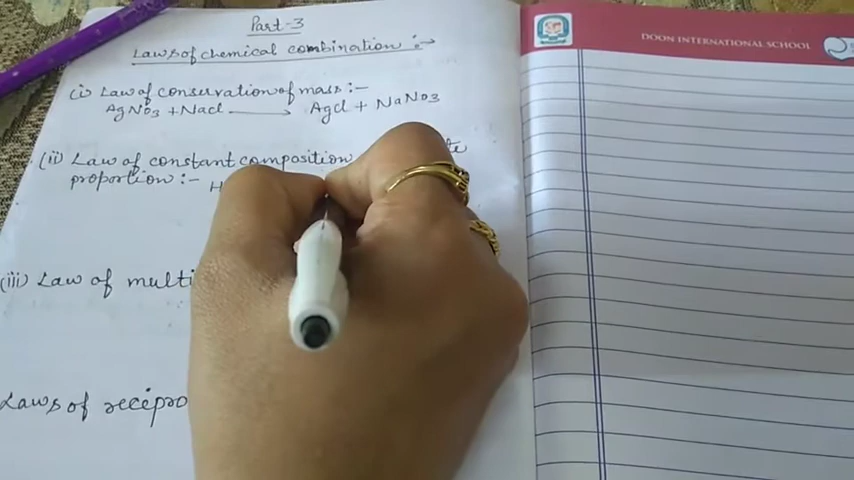 Part-3
Laws of chemical combination :→
(i) Law of conservation of mass :-
AgNO3 + NaCl → AgCl + NaNO3
(ii) Law of constant composition
proportion :- H
(iii) Law of multi
Laws of recipro
DOON INTERNATIONAL SCHOOL